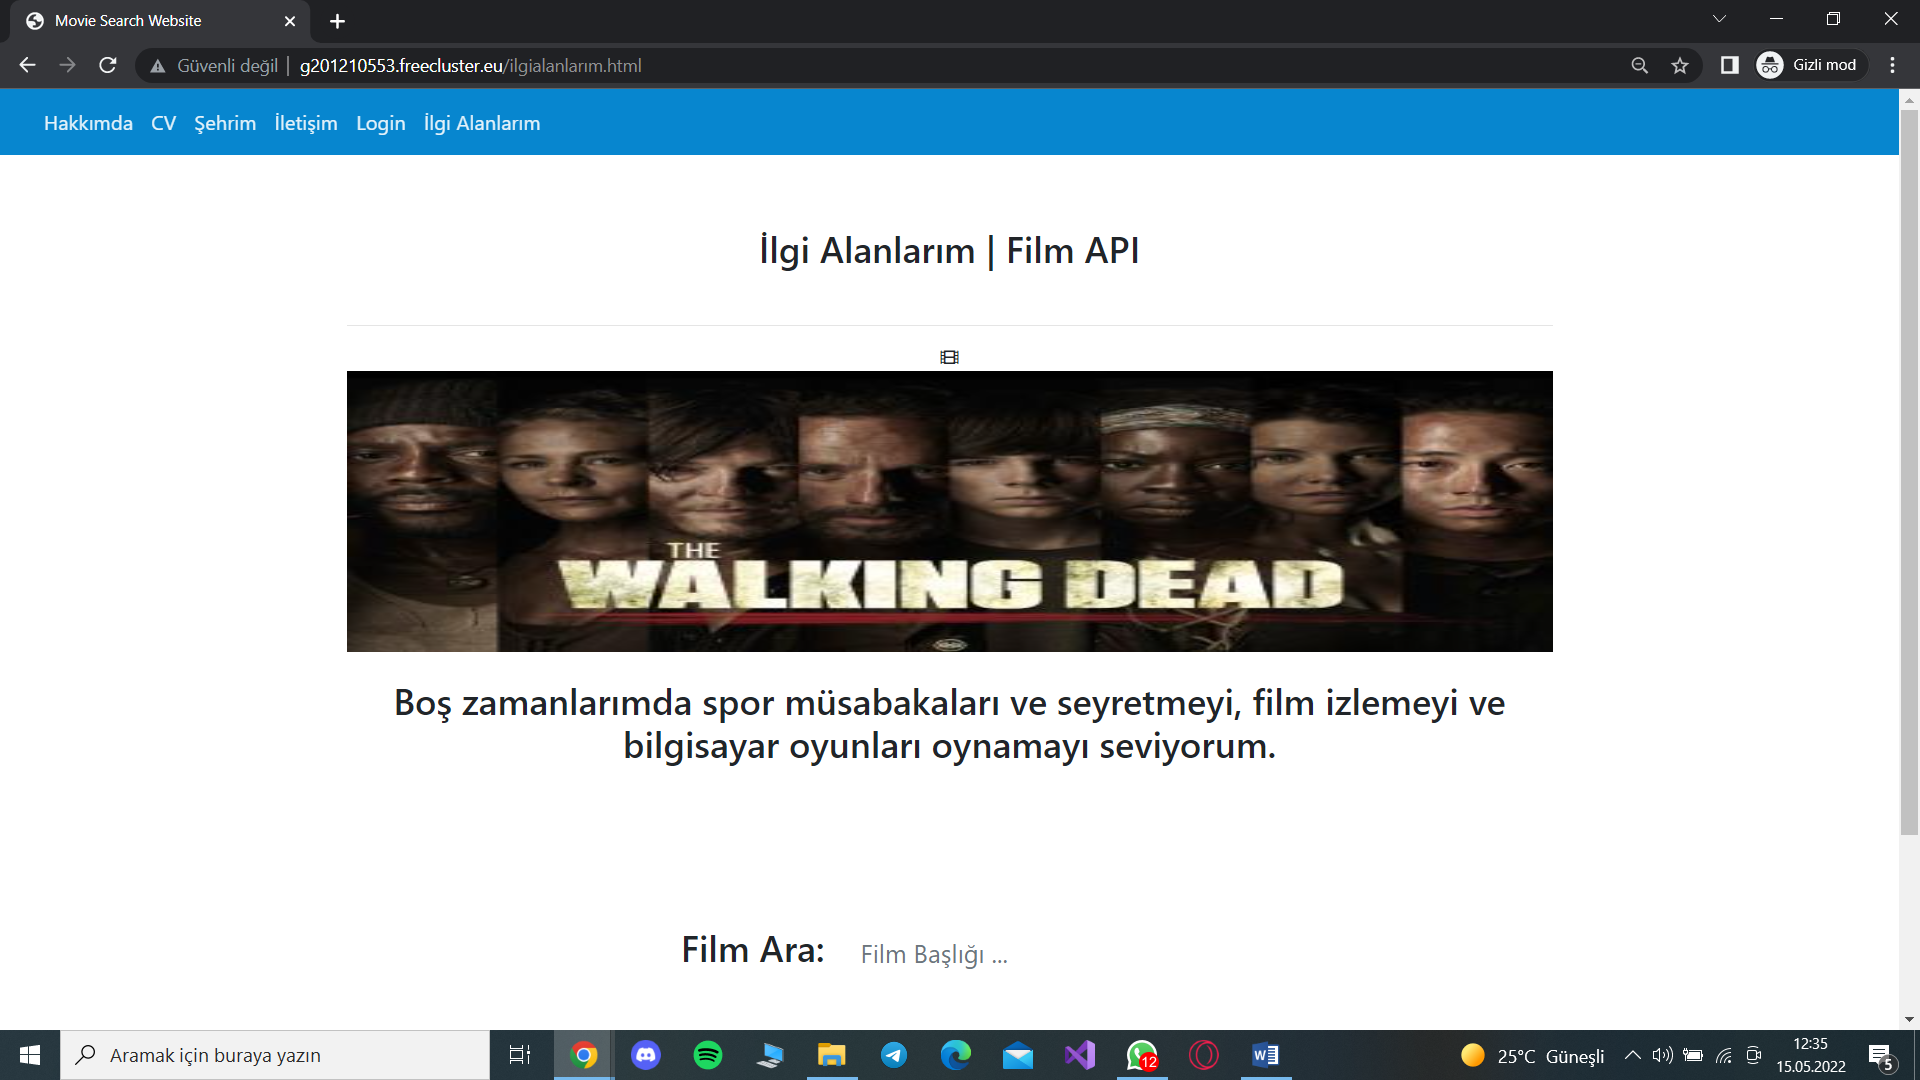 Movie Search Website
Güvenli değil
g201210553.freecluster.eu/ilgialanlarım.html
Gizli mod
Hakkımda CV Şehrim İletişim Login İlgi Alanlarım
İlgi Alanlarım | Film API
THE
WALKING DEAD
Boş zamanlarımda spor müsabakaları ve seyretmeyi, film izlemeyi ve
bilgisayar oyunları oynamayı seviyorum.
Film Ara: Film Başlığı ...
Aramak için buraya yazın
12
25°C Güneşli
12:35
15.05.2022
5